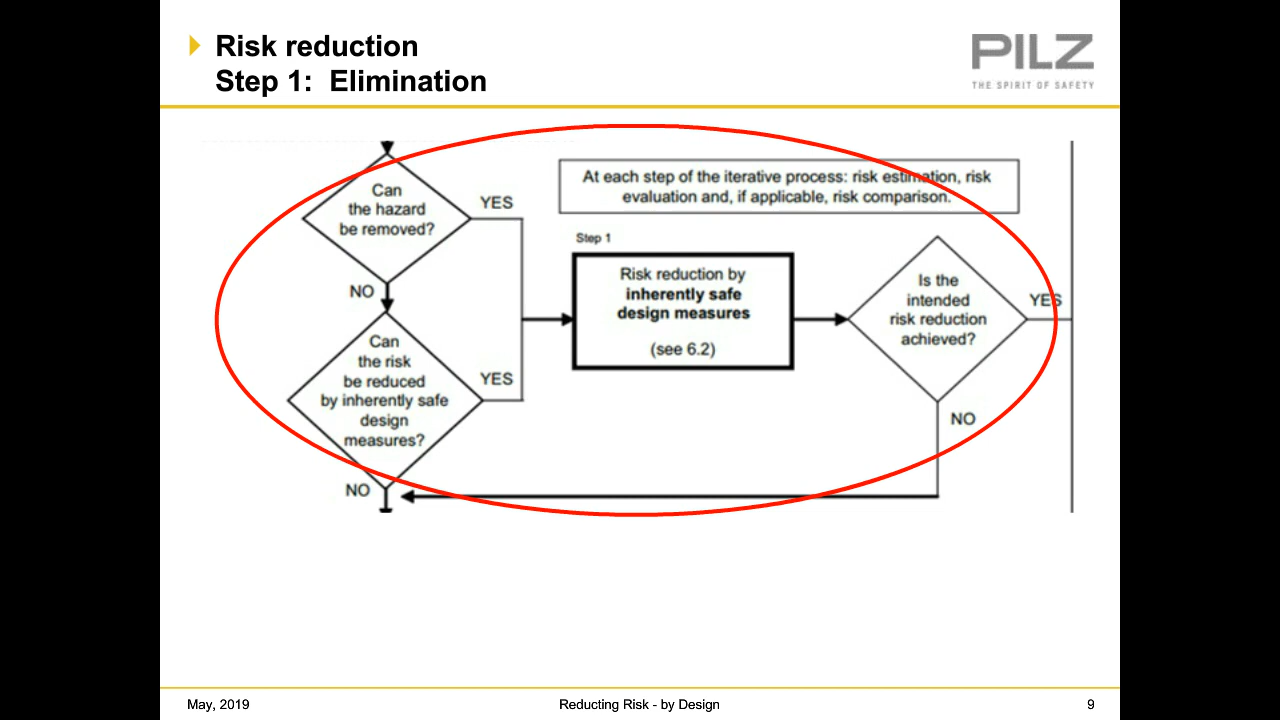 Risk reduction
Step 1: Elimination
PILZ
THE SPIRIT OF SAFETY
Can
the hazard
be removed?
YES
NO
At each step of the iterative process: risk estimation, risk
evaluation and, if applicable, risk comparison.
Step 1
Risk reduction by
inherently safe
design measures
(see 6.2)
Is the
intended
risk reduction
achieved?
YES
NO
Can
the risk
be reduced
by inherently safe
design
measures?
YES
NO
May, 2019
Reducting Risk - by Design
9